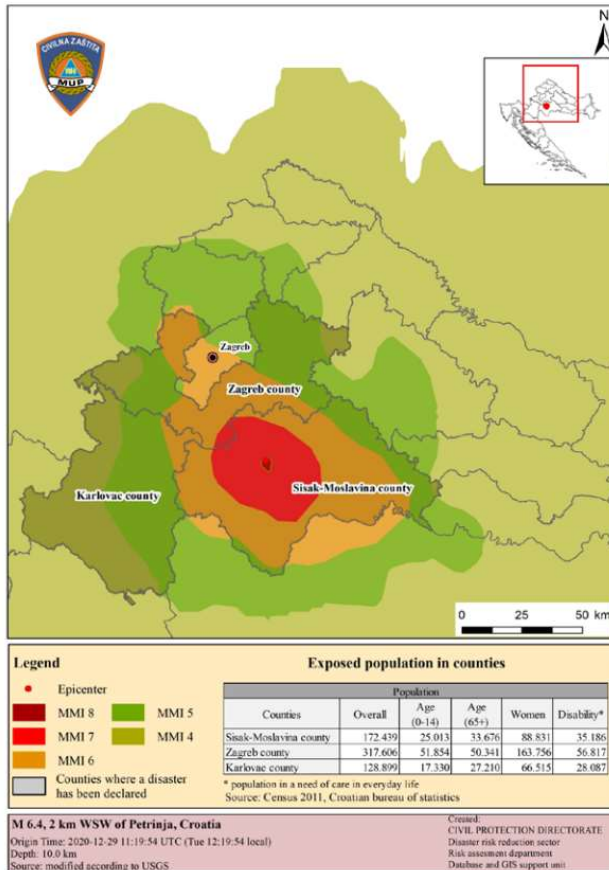 CIVILNA ZAŠTITA
MUP
N
Zagreb
Zagreb county
Karlovac county
Sisak-Moslavina county
0 25 50 km
Legend
Epicenter
MMI 8
MMI 5
MMI 7
MMI 4
MMI 6
Counties where a disaster
has been declared
Exposed population in counties
Population
Counties Overall Age (0-14) Age (65+) Women Disability*
Sisak-Moslavina county 172.439 25.013 33.676 88.831 35.186
Zagreb county 317.606 51.854 50.341 163.756 56.817
Karlovac county 128.899 17.330 27.210 66.515 28.087
* population in a need of care in everyday life
Source: Census 2011, Croatian bureau of statistics
M 6.4, 2 km WSW of Petrinja, Croatia
Origin Time: 2020-12-29 11:19:54 UTC (Tue 12:19:54 local)
Depth: 10.0 km
Source: modified according to USGS
Created:
CIVIL PROTECTION DIRECTORATE
Disaster risk reduction sector
Risk assesment department
Database and GIS support unit